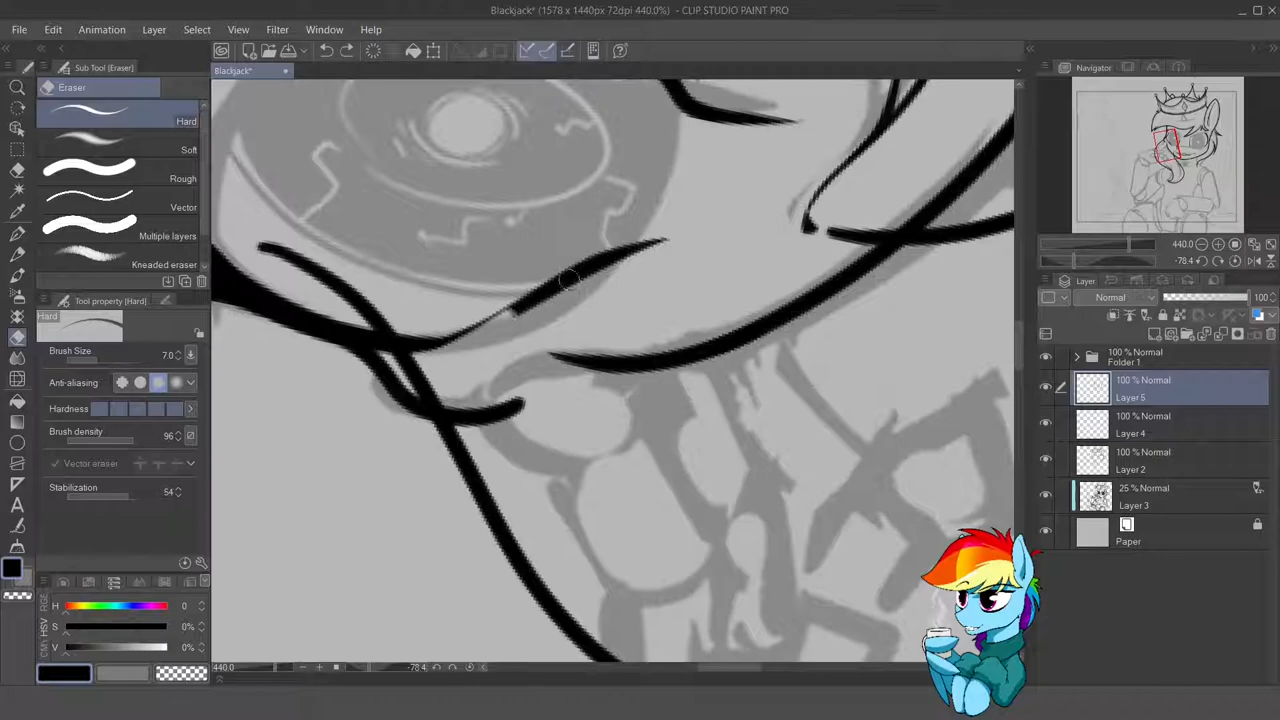 Blackjack* (1578 x 1440px 72dpi 440.0%) - CLIP STUDIO PAINT PRO
File Edit Animation Layer Select View Filter Window Help
Sub Tool [Eraser]
Blackjack*
Navigator
Eraser
Hard
Soft
Rough
Vector
Multiple layers
Kneaded eraser
440.0
-78.4
Layer
Tool property [Hard]
Normal 100
Hard
Brush Size 7.0
Anti-aliasing
Hardness
Brush density 96
Vector eraser
Stabilization 54
100 % Normal
Folder 1
100 % Normal
Layer 5
100 % Normal
Layer 4
100 % Normal
Layer 2
25 % Normal
Layer 3
Paper
H 0
S 0%
V 0%
RGE
HSV
CM
440.0 -78.4